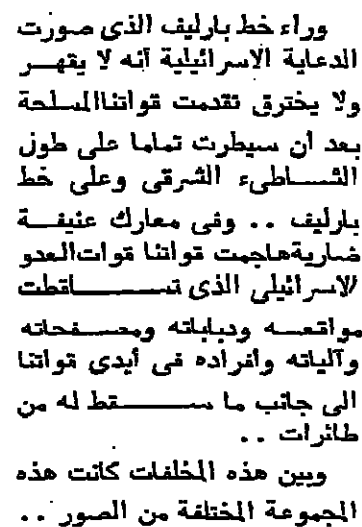 وراء خط بارليف الذى صورت
الدعاية الاسرائيلية أنه لا يقهر
ولا يخترق تقدمت قواتنا المسلحة
بعد أن سيطرت تماما على طول
الشاطىء الشرقى وعلى خط
بارليف .. وفى معارك عنيفة
ضارية هاجمت قواتنا قوات العدو
الاسرائيلى الذى تساقطت
مواقعه ودباباته ومصفحاته
وآلياته وأفراده فى أيدى قواتنا
الى جانب ما سقط له من
طائرات ..
وبين هذه المخلفات كانت هذه
المجموعة المختلفة من الصور ..